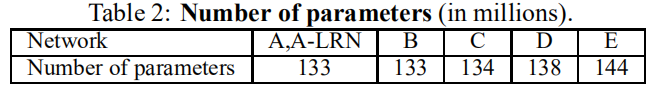 Table 2: Number of parameters (in millions).
Network A,A-LRN B C D E
Number of parameters 133 133 134 138 144